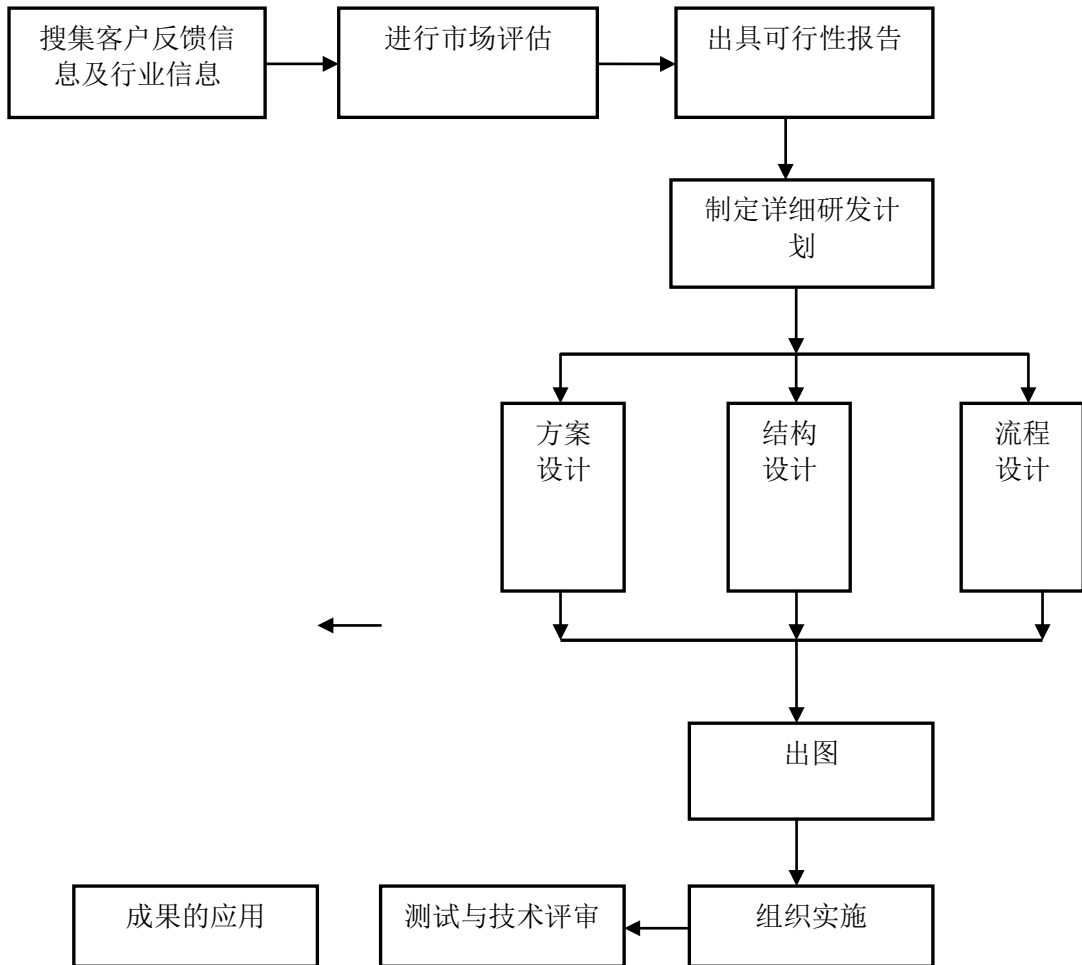 搜集客户反馈信
息及行业信息
进行市场评估
出具可行性报告
制定详细研发计
划
方案
设计
结构
设计
流程
设计
出图
成果的应用
测试与技术评审
组织实施